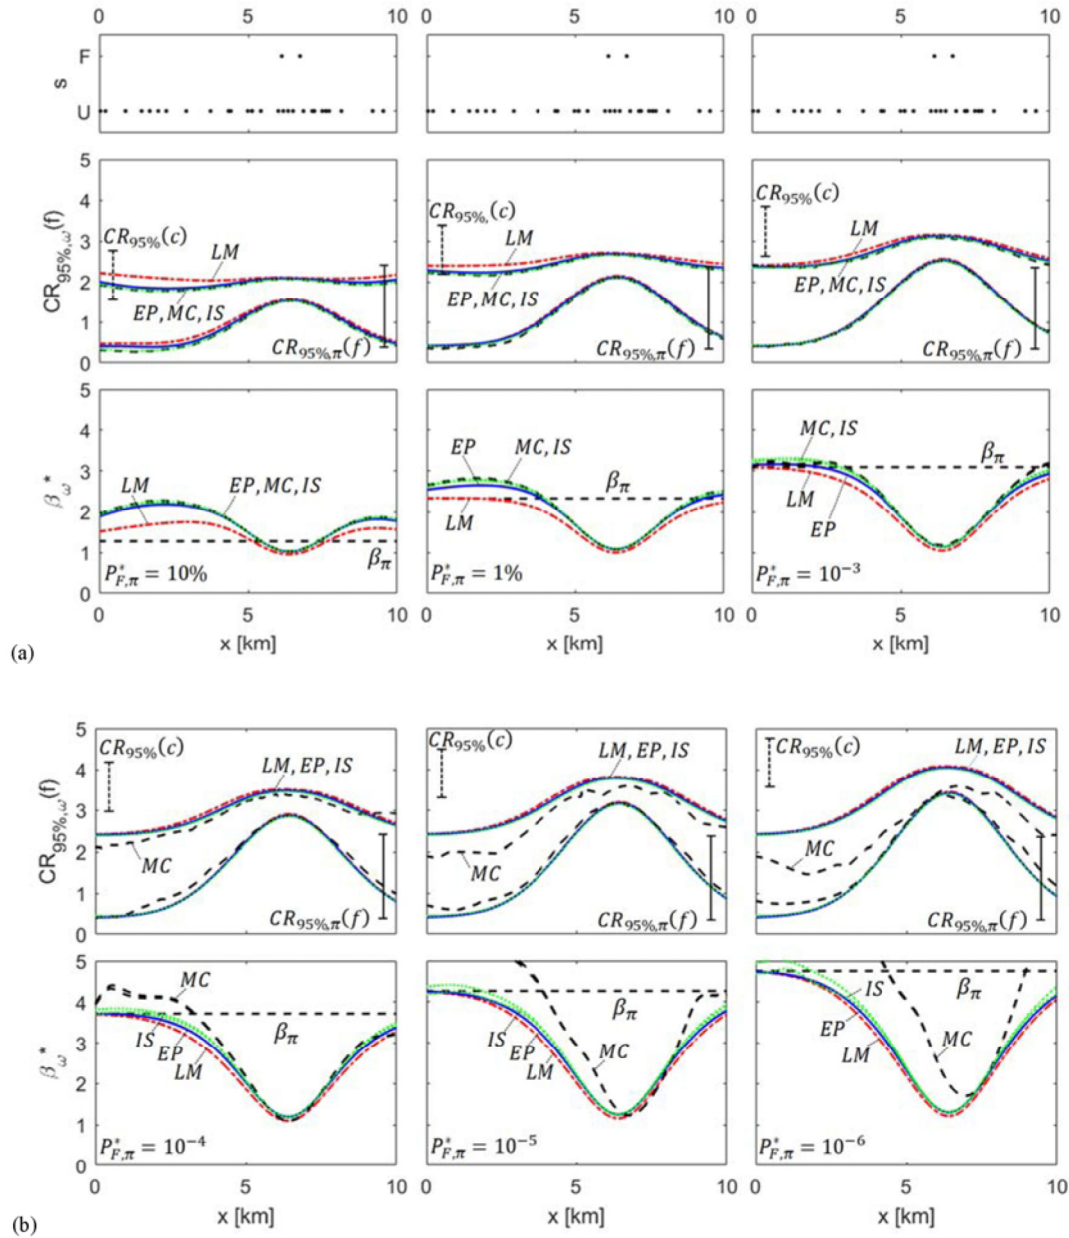 0 5 10 0 5 10 0 5 10
F
s
U
5
4
3
2
1
0
CR95%,ω(f)
CR95%(c)
LM
EP, MC, IS
CR95%,π(f)
CR95%,(c)
LM
EP, MC, IS
CR95%,π(f)
CR95%(c)
LM
EP, MC, IS
CR95%,π(f)
5
4
3
2
1
0
βω*
LM
EP, MC, IS
βπ
P*F,π = 10%
EP
MC, IS
βπ
LM
P*F,π = 1%
MC, IS
βπ
LM
EP
P*F,π = 10−3
0 5 10 0 5 10 0 5 10
x [km] x [km] x [km]
(a)
5
4
3
2
1
0
CR95%,ω(f)
CR95%(c)
LM, EP, IS
MC
CR95%,π(f)
CR95%(c)
LM, EP, IS
MC
CR95%,π(f)
CR95%(c)
LM, EP, IS
MC
CR95%,π(f)
5
4
3
2
1
0
βω*
MC
βπ
IS
EP
LM
P*F,π = 10−4
βπ
IS
EP
LM
MC
P*F,π = 10−5
IS
βπ
EP
MC
LM
P*F,π = 10−6
0 5 10 0 5 10 0 5 10
x [km] x [km] x [km]
(b)